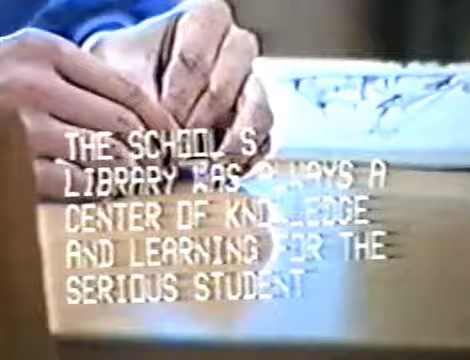 THE SCHOOL'S
LIBRARY WAS ALWAYS A
CENTER OF KNOWLEDGE
AND LEARNING FOR THE
SERIOUS STUDENT